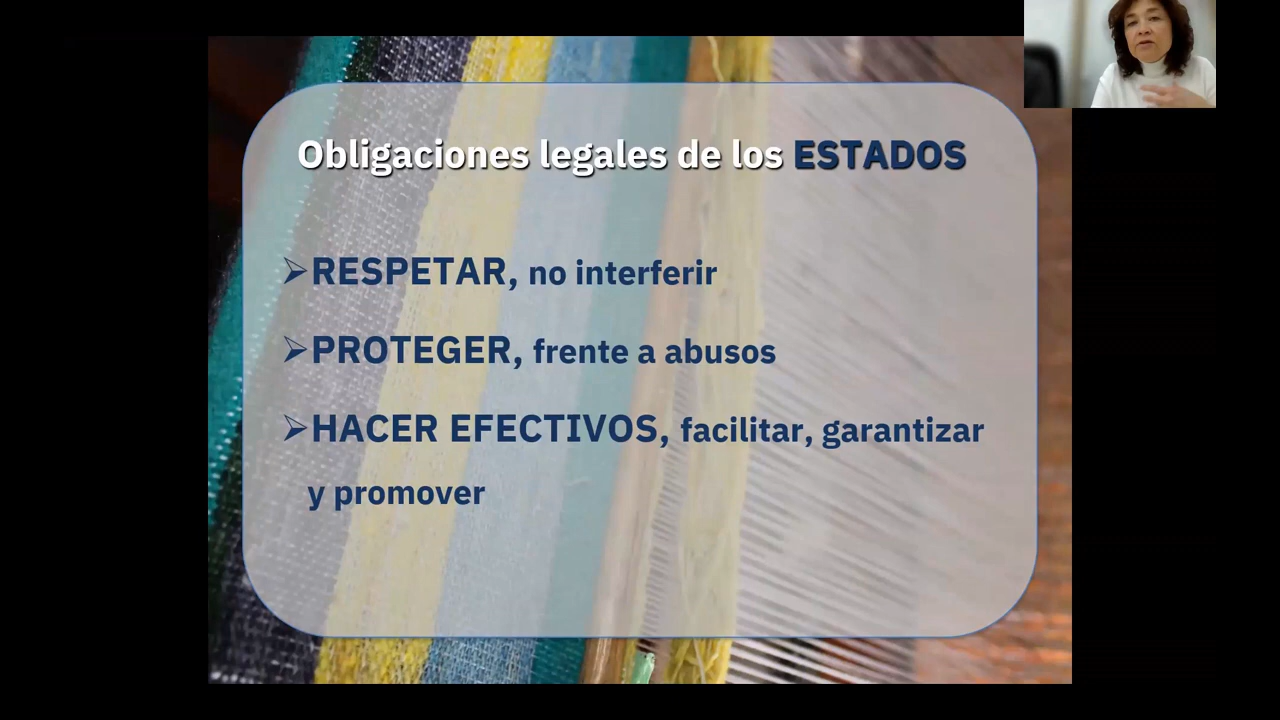 Obligaciones legales de los ESTADOS
➢RESPETAR, no interferir
➢PROTEGER, frente a abusos
➢HACER EFECTIVOS, facilitar, garantizar
y promover